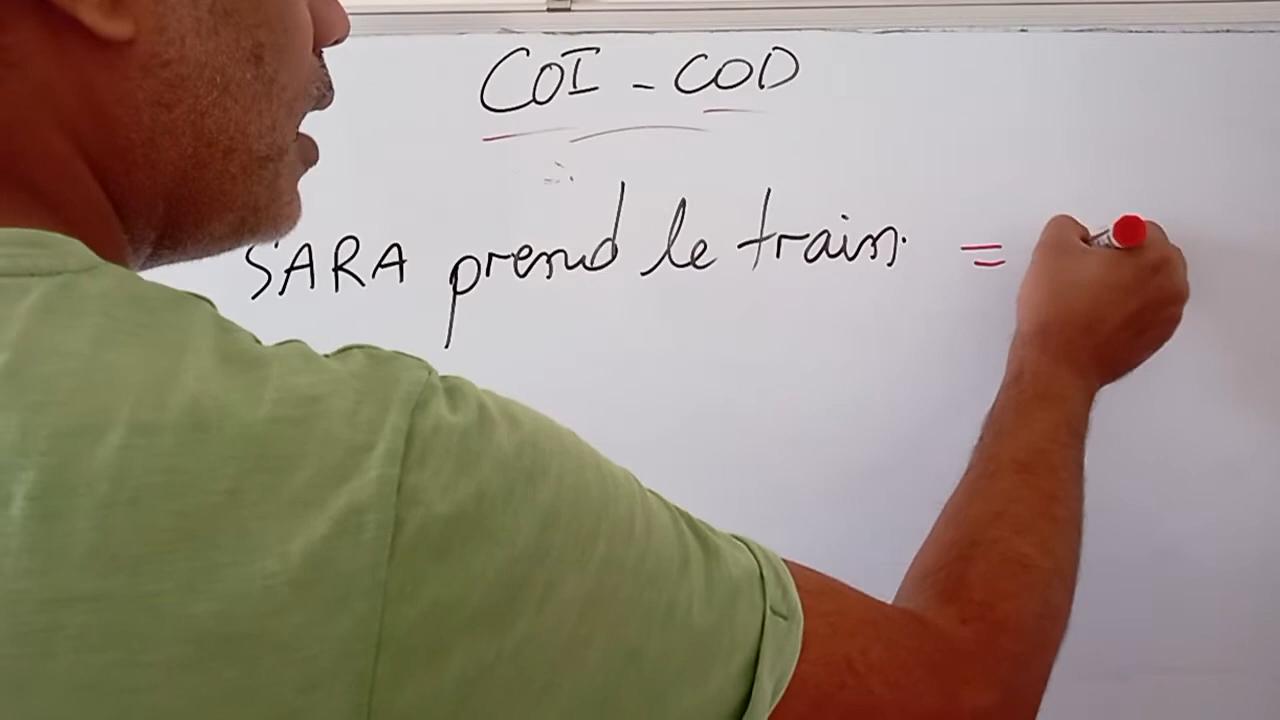 COI - COD
SARA prend le train. =